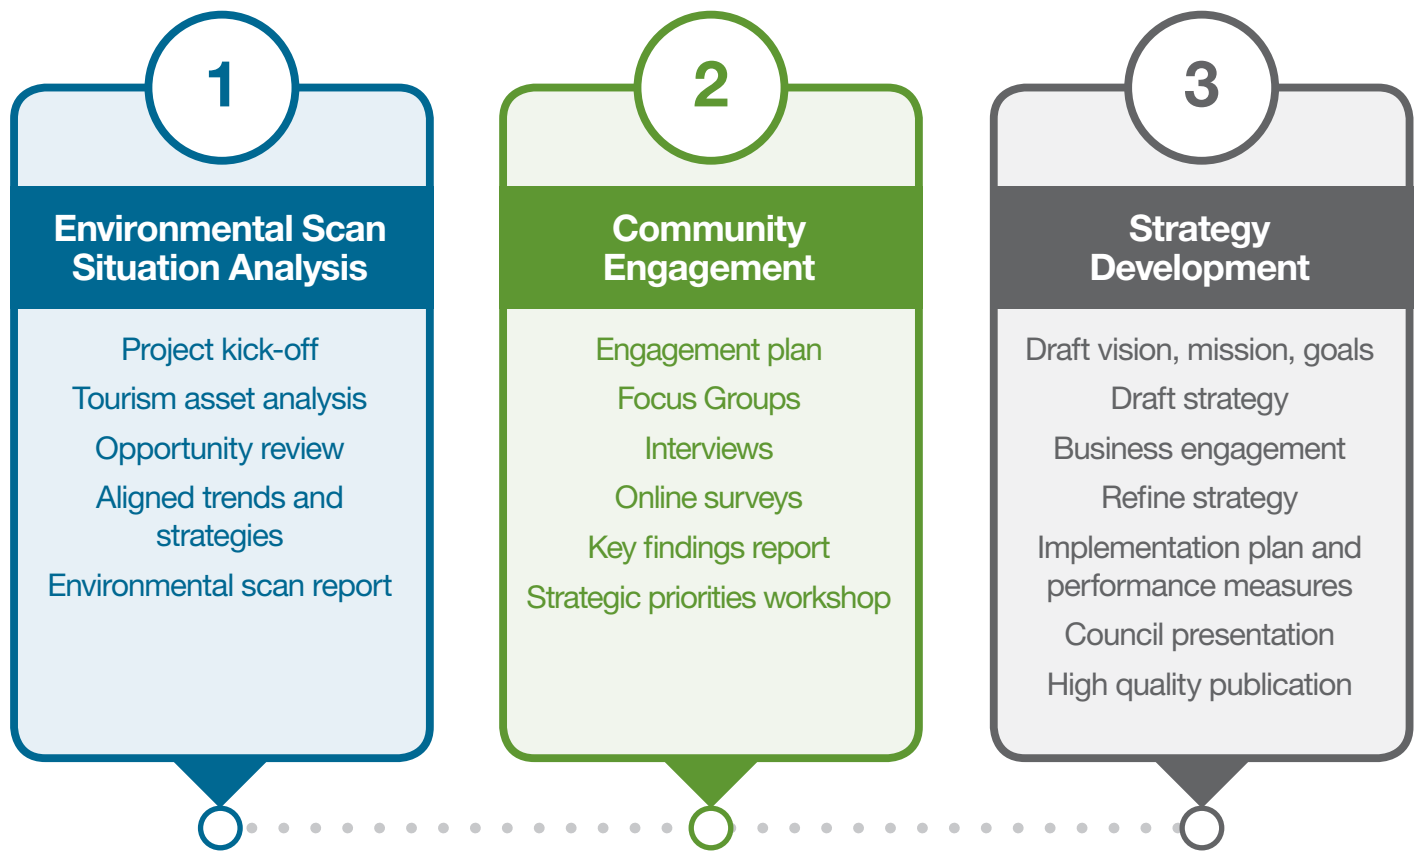 1
Environmental Scan
Situation Analysis
Project kick-off
Tourism asset analysis
Opportunity review
Aligned trends and
strategies
Environmental scan report
2
Community
Engagement
Engagement plan
Focus Groups
Interviews
Online surveys
Key findings report
Strategic priorities workshop
3
Strategy
Development
Draft vision, mission, goals
Draft strategy
Business engagement
Refine strategy
Implementation plan and
performance measures
Council presentation
High quality publication